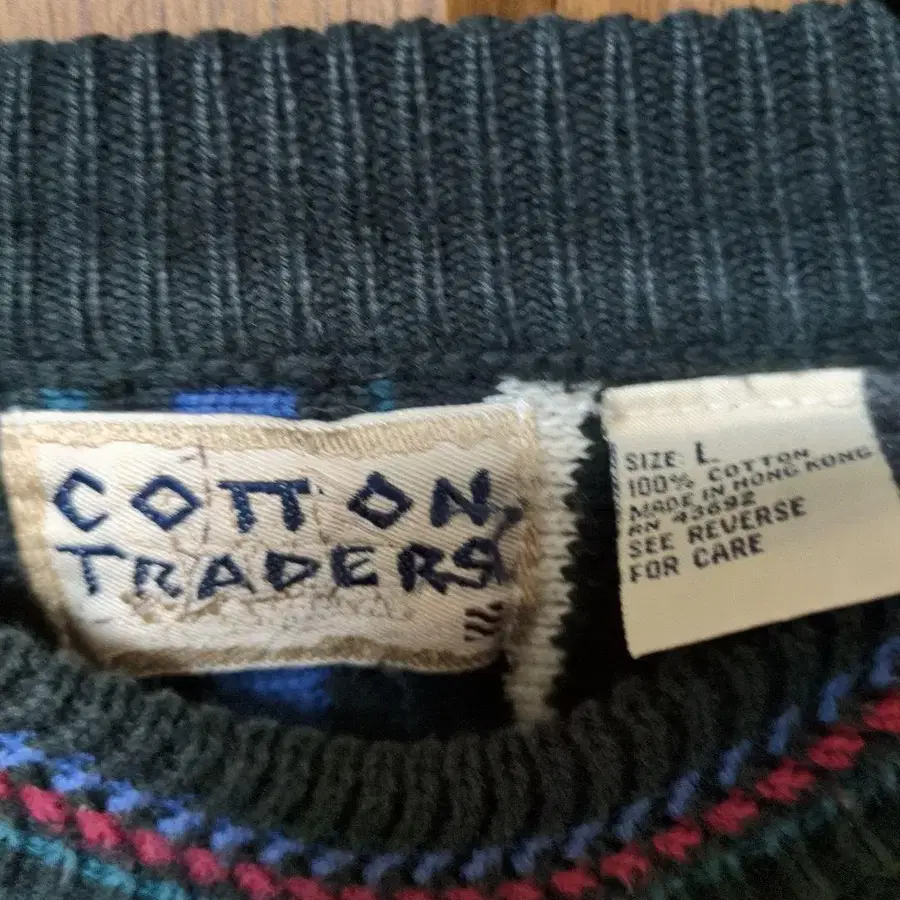 COTTON
TRADERS
SIZE L
100% COTTON
MADE IN HONG KONG
RN 43692
SEE REVERSE
FOR CARE